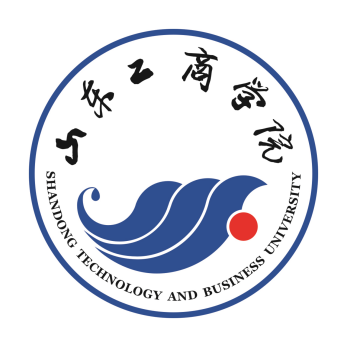 山东工商学院
SHANDONG TECHNOLOGY AND BUSINESS UNIVERSITY